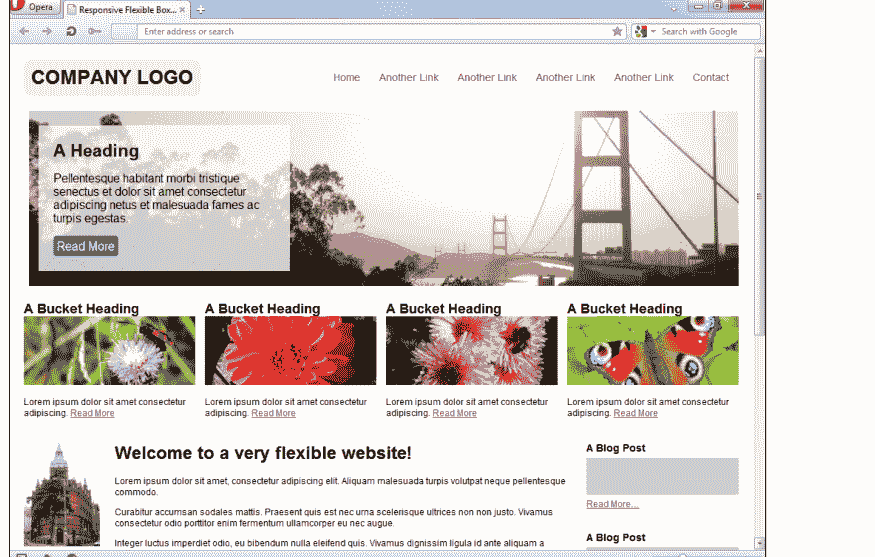 Opera
Responsive Flexible Box...
Enter address or search
Search with Google
COMPANY LOGO
Home Another Link Another Link Another Link Another Link Contact
A Heading
Pellentesque habitant morbi tristique
senectus et dolor sit amet consectetur
adipiscing netus et malesuada fames ac
turpis egestas.
Read More
A Bucket Heading A Bucket Heading A Bucket Heading A Bucket Heading
Lorem ipsum dolor sit amet consectetur
adipiscing. Read More
Lorem ipsum dolor sit amet consectetur
adipiscing. Read More
Lorem ipsum dolor sit amet consectetur
adipiscing. Read More
Lorem ipsum dolor sit amet consectetur
adipiscing. Read More
Welcome to a very flexible website!
Lorem ipsum dolor sit amet, consectetur adipiscing elit. Aliquam malesuada turpis volutpat neque pellentesque
commodo.
Curabitur accumsan sodales mattis. Praesent quis est nec urna scelerisque ultrices non non justo. Vivamus
consectetur odio porttitor enim fermentum ullamcorper eu nec augue.
Integer luctus imperdiet odio, eu bibendum nulla eleifend quis. Vivamus dignissim ligula id ante aliquam a
A Blog Post
Read More...
A Blog Post